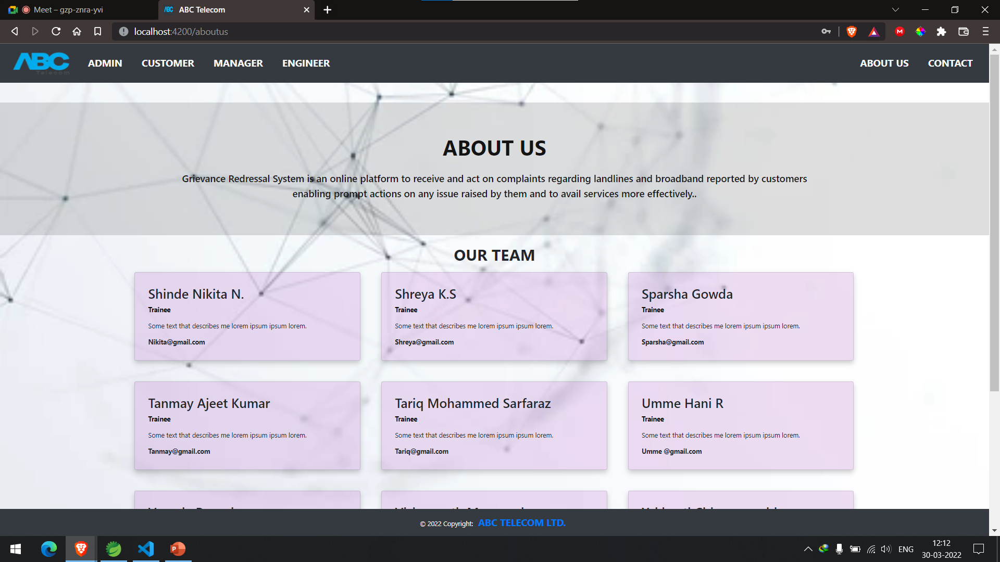 Meet – gzp-znra-yvi
ABC ABC Telecom
localhost:4200/aboutus
ABC
Telecom
ADMIN CUSTOMER MANAGER ENGINEER ABOUT US CONTACT
ABOUT US
Grievance Redressal System is an online platform to receive and act on complaints regarding landlines and broadband reported by customers
enabling prompt actions on any issue raised by them and to avail services more effectively..
OUR TEAM
Shinde Nikita N.
Trainee
Some text that describes me lorem ipsum ipsum lorem.
Nikita@gmail.com
Shreya K.S
Trainee
Some text that describes me lorem ipsum ipsum lorem.
Shreya@gmail.com
Sparsha Gowda
Trainee
Some text that describes me lorem ipsum ipsum lorem.
Sparsha@gmail.com
Tanmay Ajeet Kumar
Trainee
Some text that describes me lorem ipsum ipsum lorem.
Tanmay@gmail.com
Tariq Mohammed Sarfaraz
Trainee
Some text that describes me lorem ipsum ipsum lorem.
Tariq@gmail.com
Umme Hani R
Trainee
Some text that describes me lorem ipsum ipsum lorem.
Umme @gmail.com
© 2022 Copyright: ABC TELECOM LTD.
ENG
12:12
30-03-2022